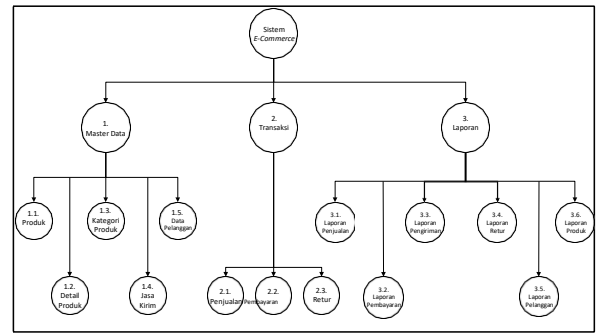 Sistem
E-Commerce
1.
Master Data
2.
Transaksi
3.
Laporan
1.1.
Produk
1.3.
Kategori
Produk
1.5.
Data
Pelanggan
3.1.
Laporan
Penjualan
3.3.
Laporan
Pengiriman
3.4.
Laporan
Retur
3.6.
Laporan
Produk
1.2.
Detail
Produk
1.4.
Jasa
Kirim
2.1.
Penjualan
2.2.
Pembayaran
2.3.
Retur
3.2.
Laporan
Pembayaran
3.5.
Laporan
Pelanggan